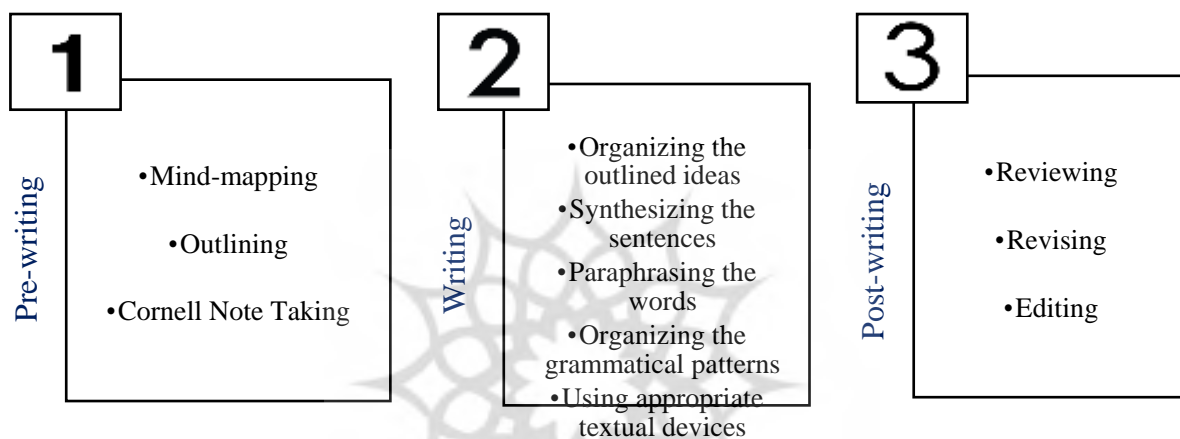 1
Pre-writing
•Mind-mapping
•Outlining
•Cornell Note Taking
2
Writing
•Organizing the
outlined ideas
•Synthesizing the
sentences
•Paraphrasing the
words
•Organizing the
grammatical patterns
•Using appropriate
textual devices
3
Post-writing
•Reviewing
•Revising
•Editing